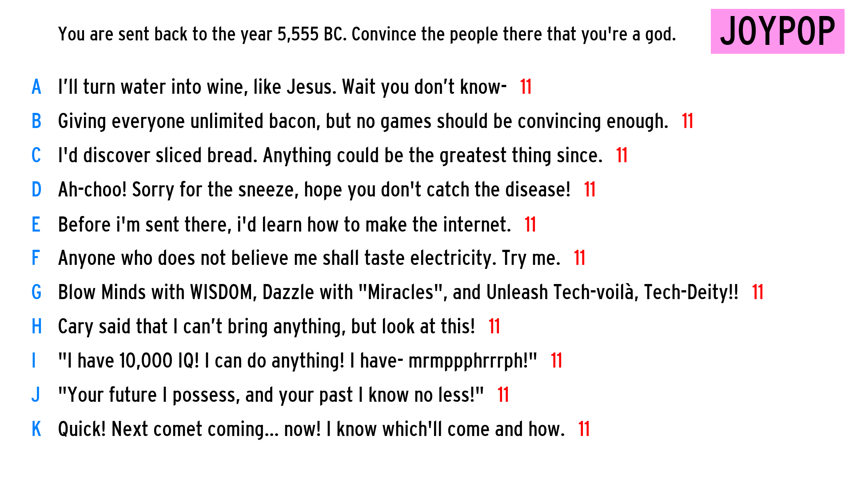 You are sent back to the year 5,555 BC. Convince the people there that you're a god.
JOYPOP
A I’ll turn water into wine, like Jesus. Wait you don’t know- 11
B Giving everyone unlimited bacon, but no games should be convincing enough. 11
C I'd discover sliced bread. Anything could be the greatest thing since. 11
D Ah-choo! Sorry for the sneeze, hope you don't catch the disease! 11
E Before i'm sent there, i'd learn how to make the internet. 11
F Anyone who does not believe me shall taste electricity. Try me. 11
G Blow Minds with WISDOM, Dazzle with "Miracles", and Unleash Tech-voilà, Tech-Deity!! 11
H Cary said that I can’t bring anything, but look at this! 11
I "I have 10,000 IQ! I can do anything! I have- mrmppphrrrph!" 11
J "Your future I possess, and your past I know no less!" 11
K Quick! Next comet coming... now! I know which'll come and how. 11